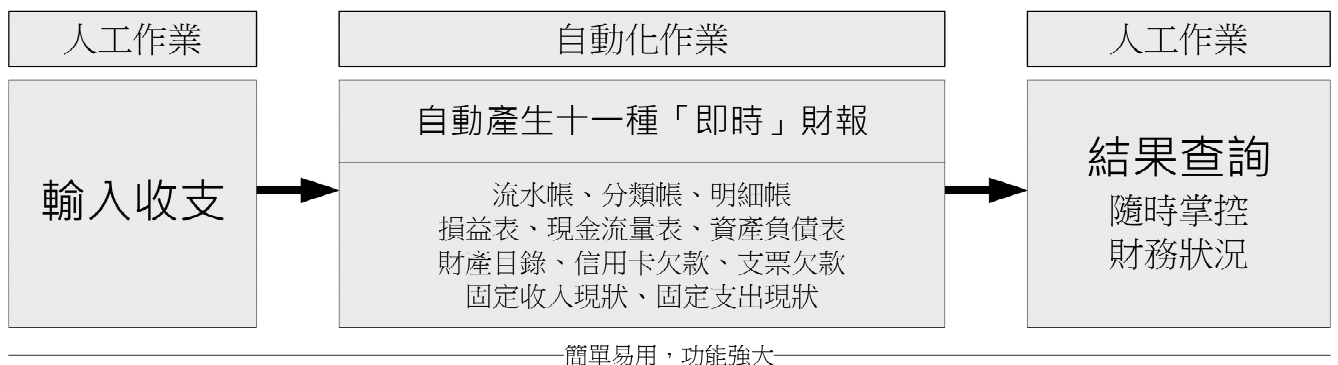 人工作業
自動化作業
人工作業
輸入收支
自動產生十一種「即時」財報
流水帳、分類帳、明細帳
損益表、現金流量表、資產負債表
財產目錄、信用卡欠款、支票欠款
固定收入現狀、固定支出現狀
結果查詢
隨時掌控
財務狀況
簡單易用，功能強大